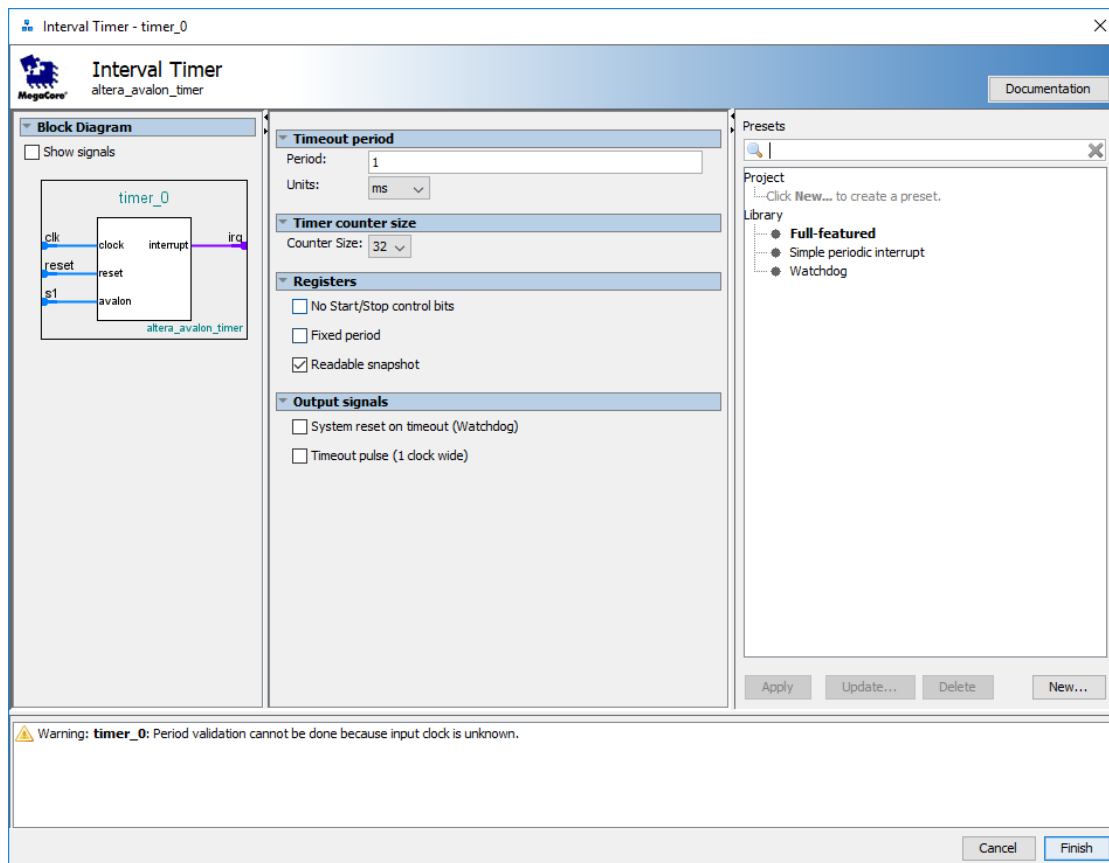 Interval Timer - timer_0
MegaCore®
Interval Timer
altera_avalon_timer
Documentation
Block Diagram
Show signals
timer_0
clk
clock
interrupt
irq
reset
reset
s1
avalon
altera_avalon_timer
Timeout period
Period: 1
Units: ms
Timer counter size
Counter Size: 32
Registers
No Start/Stop control bits
Fixed period
Readable snapshot
Output signals
System reset on timeout (Watchdog)
Timeout pulse (1 clock wide)
Presets
Project
Click New... to create a preset.
Library
Full-featured
Simple periodic interrupt
Watchdog
Apply Update... Delete New...
Warning: timer_0: Period validation cannot be done because input clock is unknown.
Cancel Finish